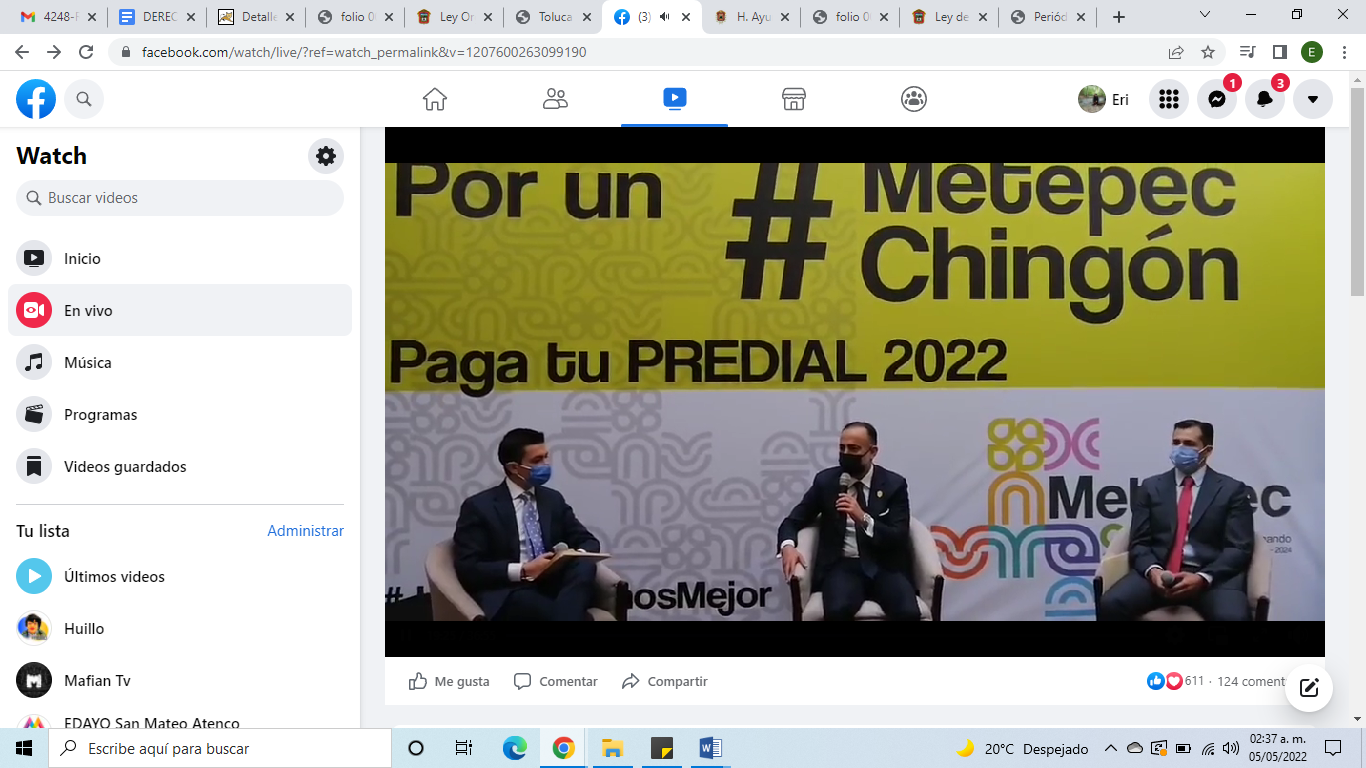 4248-F
DEREC
Detalle
folio 0
Ley Or
Toluca
(3)
H. Ayu
folio 0
Ley de
Periód
facebook.com/watch/live/?ref=watch_permalink&v=1207600263099190
E
Eri
1
3
Watch
Buscar videos
Inicio
En vivo
Música
Programas
Videos guardados
Tu lista
Administrar
Últimos videos
Huillo
Mafian Tv
EDAYO San Mateo Atenco
Por un # Metepec
Chingón
Paga tu PREDIAL 2022
nosMejor
Me gusta
Comentar
Compartir
611 · 124 coment
Escribe aquí para buscar
20°C Despejado
02:37 a. m.
05/05/2022